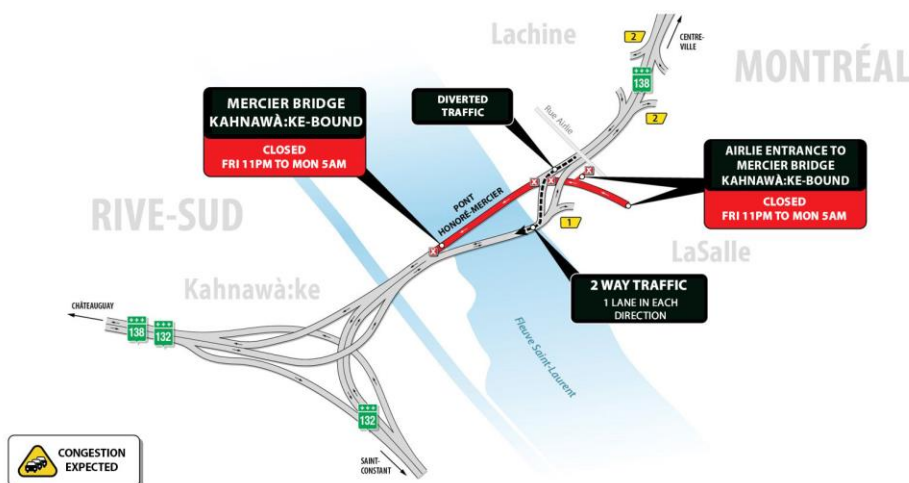 Lachine
2
CENTRE-
VILLE
MONTRÉAL
138
2
DIVERTED
TRAFFIC
Rue Airlie
MERCIER BRIDGE
KAHNAWÀ:KE-BOUND
CLOSED
FRI 11PM TO MON 5AM
AIRLIE ENTRANCE TO
MERCIER BRIDGE
KAHNAWÀ:KE-BOUND
CLOSED
FRI 11PM TO MON 5AM
RIVE-SUD
PONT
HONORÉ-MERCIER
1
LaSalle
Kahnawà:ke
2 WAY TRAFFIC
1 LANE IN EACH
DIRECTION
CHÂTEAUGUAY
138
132
Fleuve Saint-Laurent
132
SAINT-
CONSTANT
CONGESTION
EXPECTED